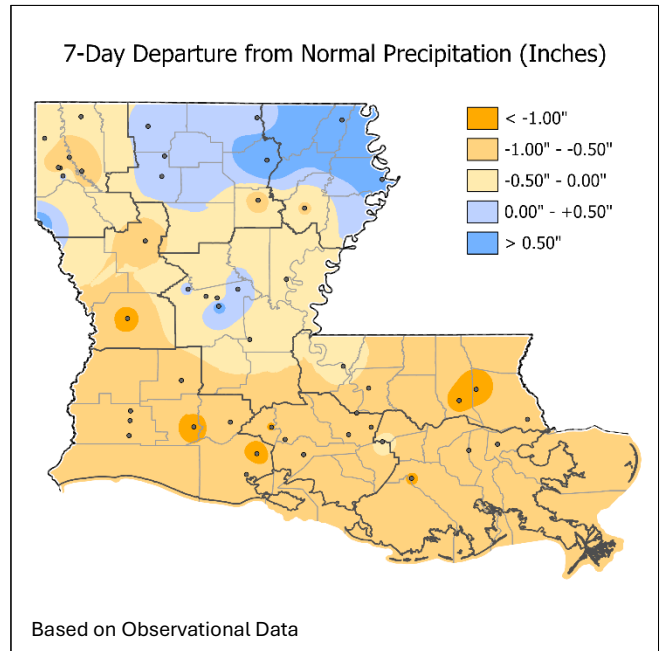 7-Day Departure from Normal Precipitation (Inches)
< -1.00"
-1.00" - -0.50"
-0.50" - 0.00"
0.00" - +0.50"
> 0.50"
Based on Observational Data